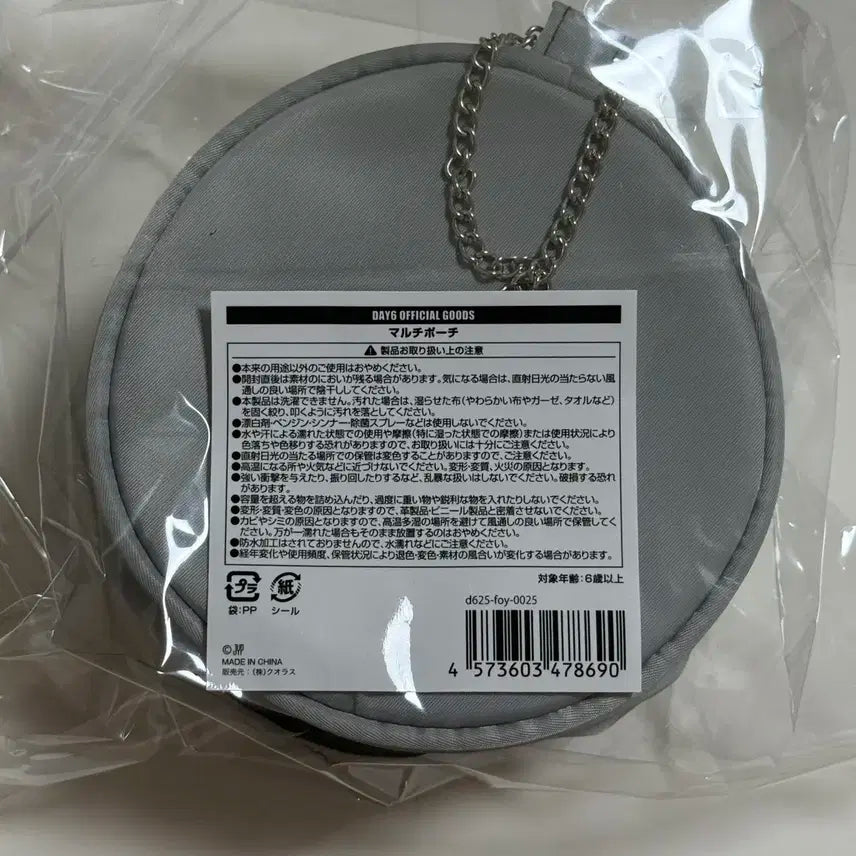 DAY6 OFFICIAL GOODS
マルチポーチ
⚠ 製品お取り扱い上の注意
●本来の用途以外のご使用はおやめください。
●開封直後は素材のにおいが残る場合があります。気になる場合は、直射日光の当たらない風
通しの良い場所で陰干ししてください。
●本製品は洗濯できません。汚れた場合は、湿らせた布(やわらかい布やガーゼ、タオルなど)
を固く絞り、叩くように汚れを落としてください。
●漂白剤・ベンジン・シンナー・除菌スプレーなどは使用しないでください。
●水や汗による濡れた状態での使用や摩擦(特に湿った状態での摩擦)または使用状況により
色落ちや色移りする恐れがありますので、お取り扱いには十分にご注意ください。
●直射日光の当たる場所での保管は変色することがありますので、ご注意ください。
●高温になる所や火気などに近づけないでください。変形・変質、火災の原因となります。
●強い衝撃を与えたり、振り回したりするなど、乱暴な扱いはしないでください。破損する恐れ
があります。
●容量を超える物を詰め込んだり、過度に重い物や鋭利な物を入れたりしないでください。
●変形・変質・変色の原因となりますので、革製品・ビニール製品と密着させないでください。
●カビやシミの原因となりますので、高温多湿の場所を避けて風通しの良い所で保管してく
ださい。万が一濡れた場合もそのまま放置するのはおやめください。
●防水加工はされておりませんので、水濡れなどにご注意ください。
●経年変化や使用頻度、保管状況により退色・変色・素材の風合いが変化する場合があります。
対象年齢:6歳以上
プラ
紙
袋:PP
シール
d625-foy-0025
4 573603 478690
© JYP
MADE IN CHINA
販売元:(株)クオラス